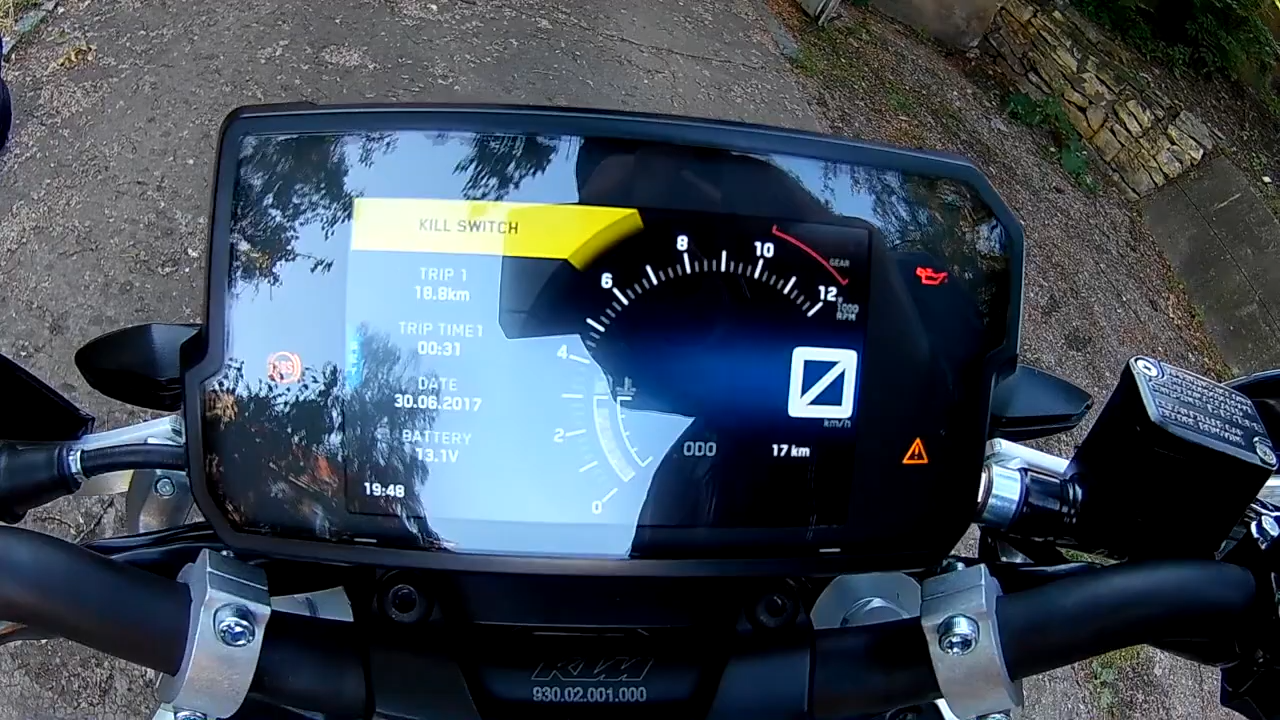 KILL SWITCH
TRIP 1
18.8km
TRIP TIME1
00:31
DATE
30.06.2017
BATTERY
13.1V
19:48
0
2
4
6
8
10
12
GEAR
1000
RPM
km/h
ODO 17 km
ABS
KTM
930.02.001.000